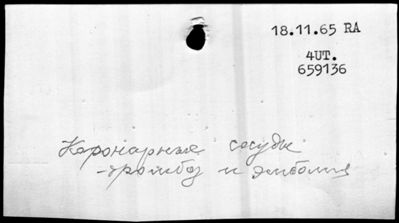 18.11.65 RA
4UT.
659136
Коронарные сосуды
-тромбоз и эмболия